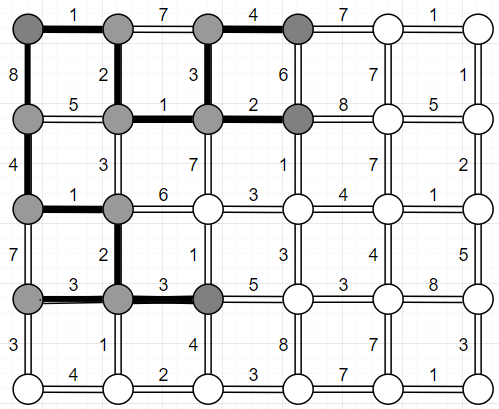 1 7 4 7 1
8 2 3 6 7 1
5 1 2 8 5
4 3 7 1 7 2
1 6 3 4 1
7 2 1 3 4 5
3 3 5 3 8
3 1 4 8 7 3
4 2 3 7 1